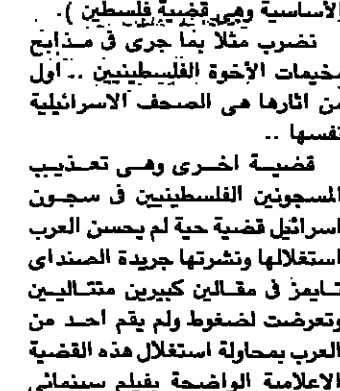 الأساسية وهى قضية فلسطين ).
نضرب مثلا بما جرى فى مذابح
مخيمات الأخوة الفلسطينيين .. أول
من اثارها هى الصحف الاسرائيلية
نفسها ..
قضية اخرى وهى تعذيب
المسجونين الفلسطينيين فى سجون
اسرائيل قضية حية لم يحسن العرب
استغلالها ونشرتها جريدة الصنداى
تايمز فى مقالين كبيرين متتاليين
وتعرضت لضغوط ولم يقم أحد من
العرب بمحاولة استغلال هذه القضية
الاعلامية الواضحة بفيلم سينمائى